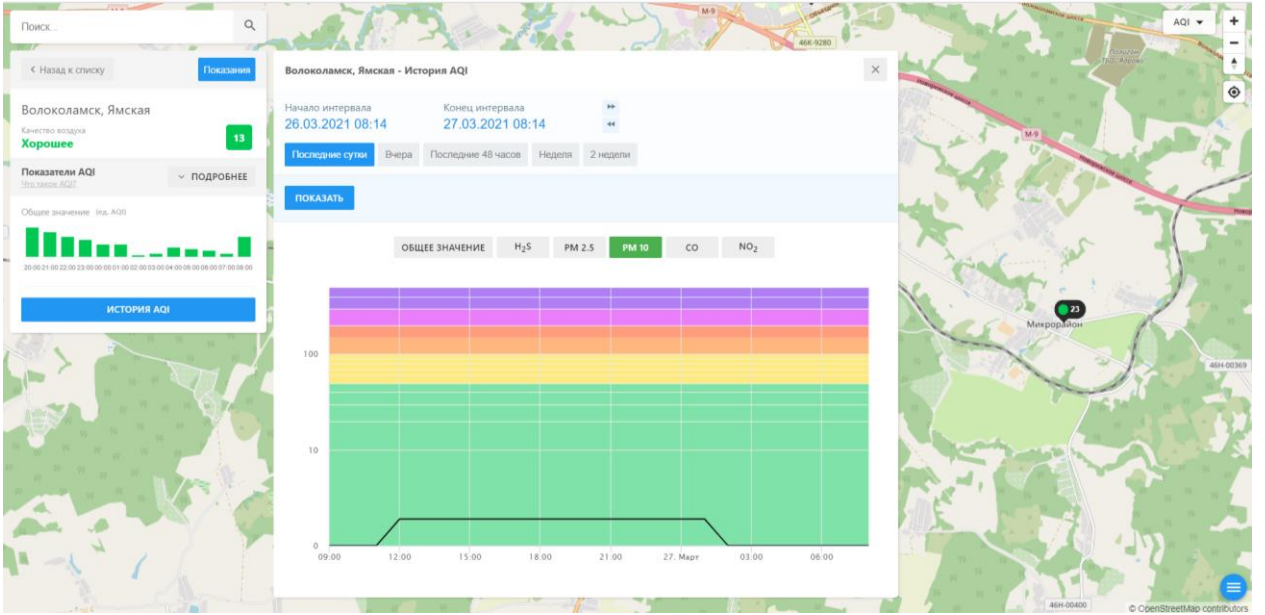 Поиск...
< Назад к списку
Показания
Волоколамск, Ямская
Качество воздуха
Хорошее
13
Показатели AQI
Что такое AQI?
ПОДРОБНЕЕ
Общее значение (ед. AQI)
20:00 21:00 22:00 23:00 00:00 01:00 02:00 03:00 04:00 05:00 06:00 07:00 08:00
ИСТОРИЯ AQI
Волоколамск, Ямская - История AQI
×
Начало интервала
Конец интервала
26.03.2021 08:14
27.03.2021 08:14
Последние сутки
Вчера
Последние 48 часов
Неделя
2 недели
ПОКАЗАТЬ
ОБЩЕЕ ЗНАЧЕНИЕ
H₂S
PM 2.5
PM 10
CO
NO₂
100
10
0
09:00 12:00 15:00 18:00 21:00 27. Март 03:00 06:00
M-9
46К-9280
AQI
+
−
M-9
23
Микрорайон
46Н-00369
46Н-00400
© OpenStreetMap contributors